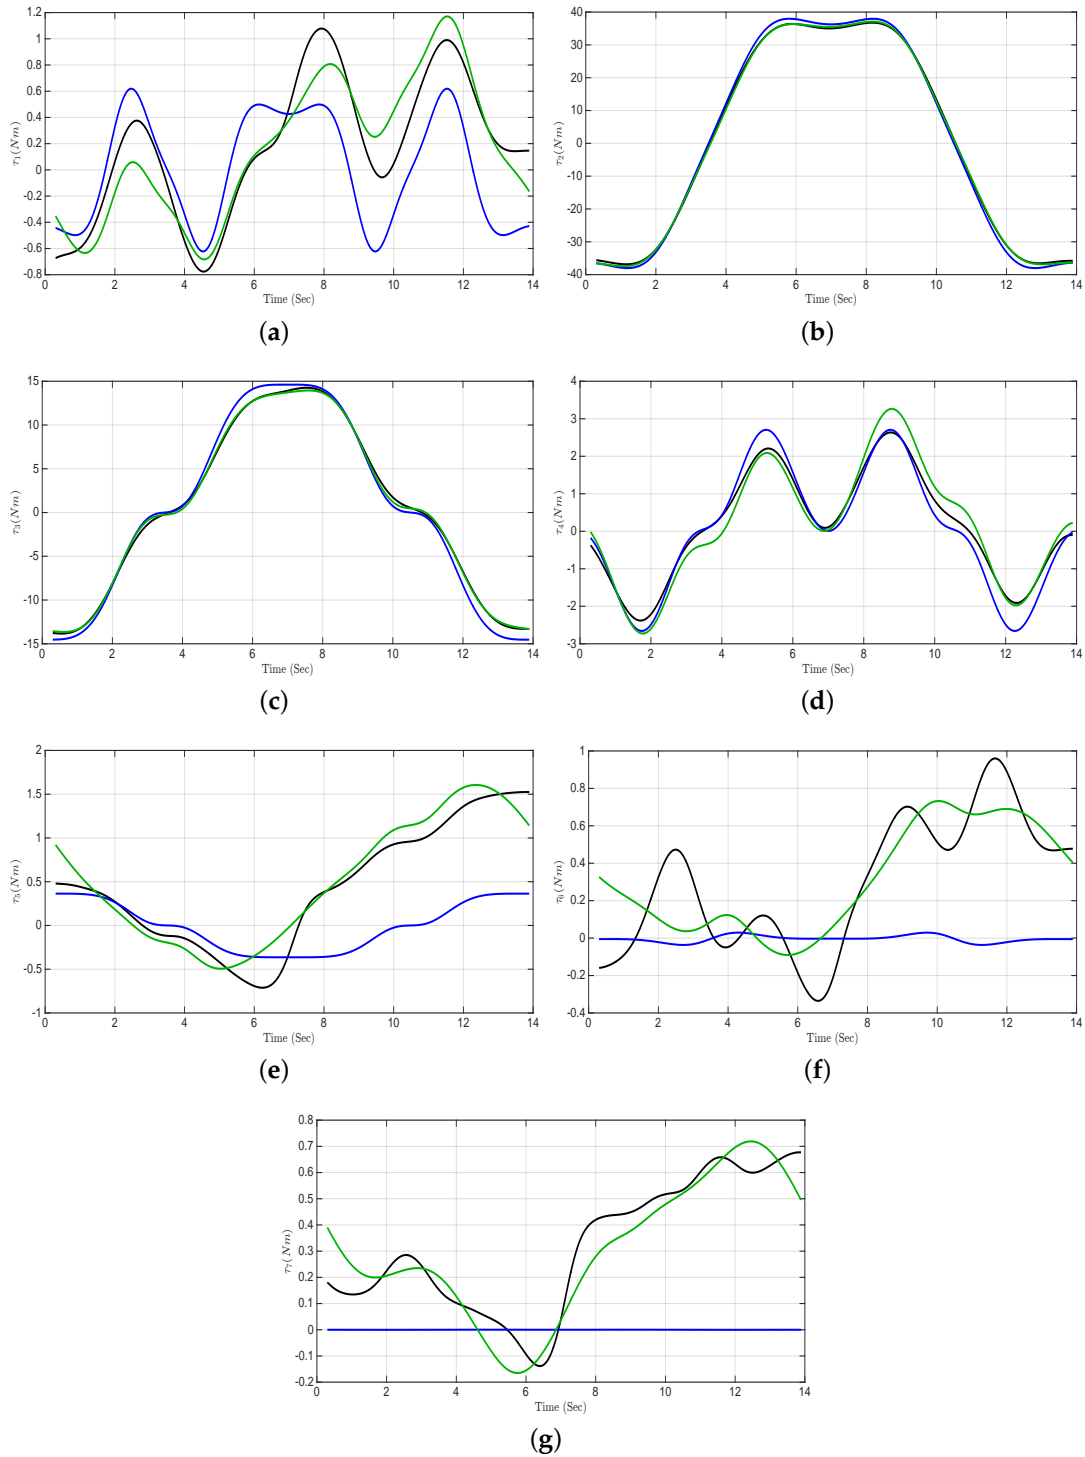 1.2
1
0.8
0.6
0.4
0.2
0
-0.2
-0.4
-0.6
-0.8
τ1(Nm)
0 2 4 6 8 10 12 14
Time (Sec)
(a)
40
30
20
10
0
-10
-20
-30
-40
τ2(Nm)
0 2 4 6 8 10 12 14
Time (Sec)
(b)
15
10
5
0
-5
-10
-15
τ3(Nm)
0 2 4 6 8 10 12 14
Time (Sec)
(c)
4
3
2
1
0
-1
-2
-3
τ4(Nm)
0 2 4 6 8 10 12 14
Time (Sec)
(d)
2
1.5
1
0.5
0
-0.5
-1
τ5(Nm)
0 2 4 6 8 10 12 14
Time (Sec)
(e)
1
0.8
0.6
0.4
0.2
0
-0.2
-0.4
τ6(Nm)
0 2 4 6 8 10 12 14
Time (Sec)
(f)
0.8
0.7
0.6
0.5
0.4
0.3
0.2
0.1
0
-0.1
-0.2
τ7(Nm)
0 2 4 6 8 10 12 14
Time (Sec)
(g)